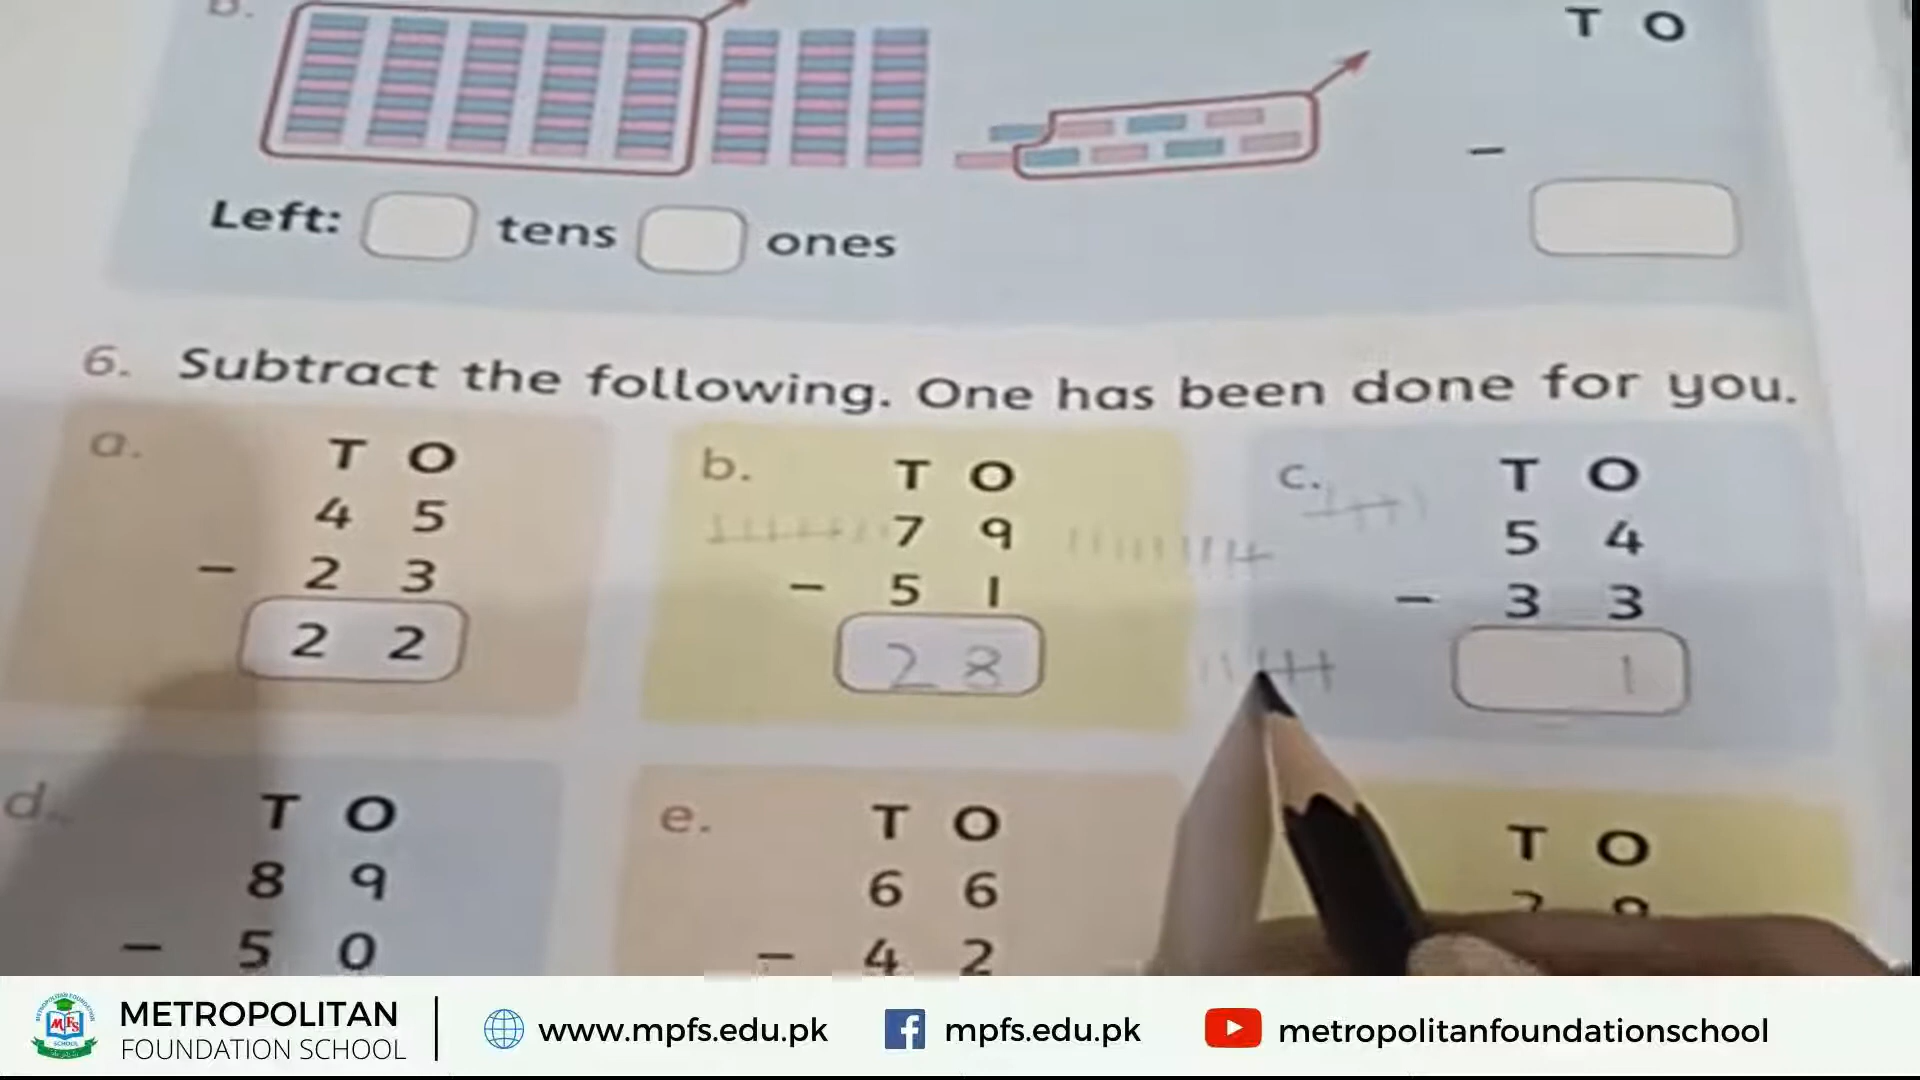 b.
T O
−
Left: tens ones
6. Subtract the following. One has been done for you.
a. T O
4 5
− 2 3
2 2
b. T O
7 9
− 5 1
2 8
c. T O
5 4
− 3 3
1
d. T O
8 9
− 5 0
e. T O
6 6
− 4 2
T O
METROPOLITAN
FOUNDATION SCHOOL
www.mpfs.edu.pk
mpfs.edu.pk
metropolitanfoundationschool